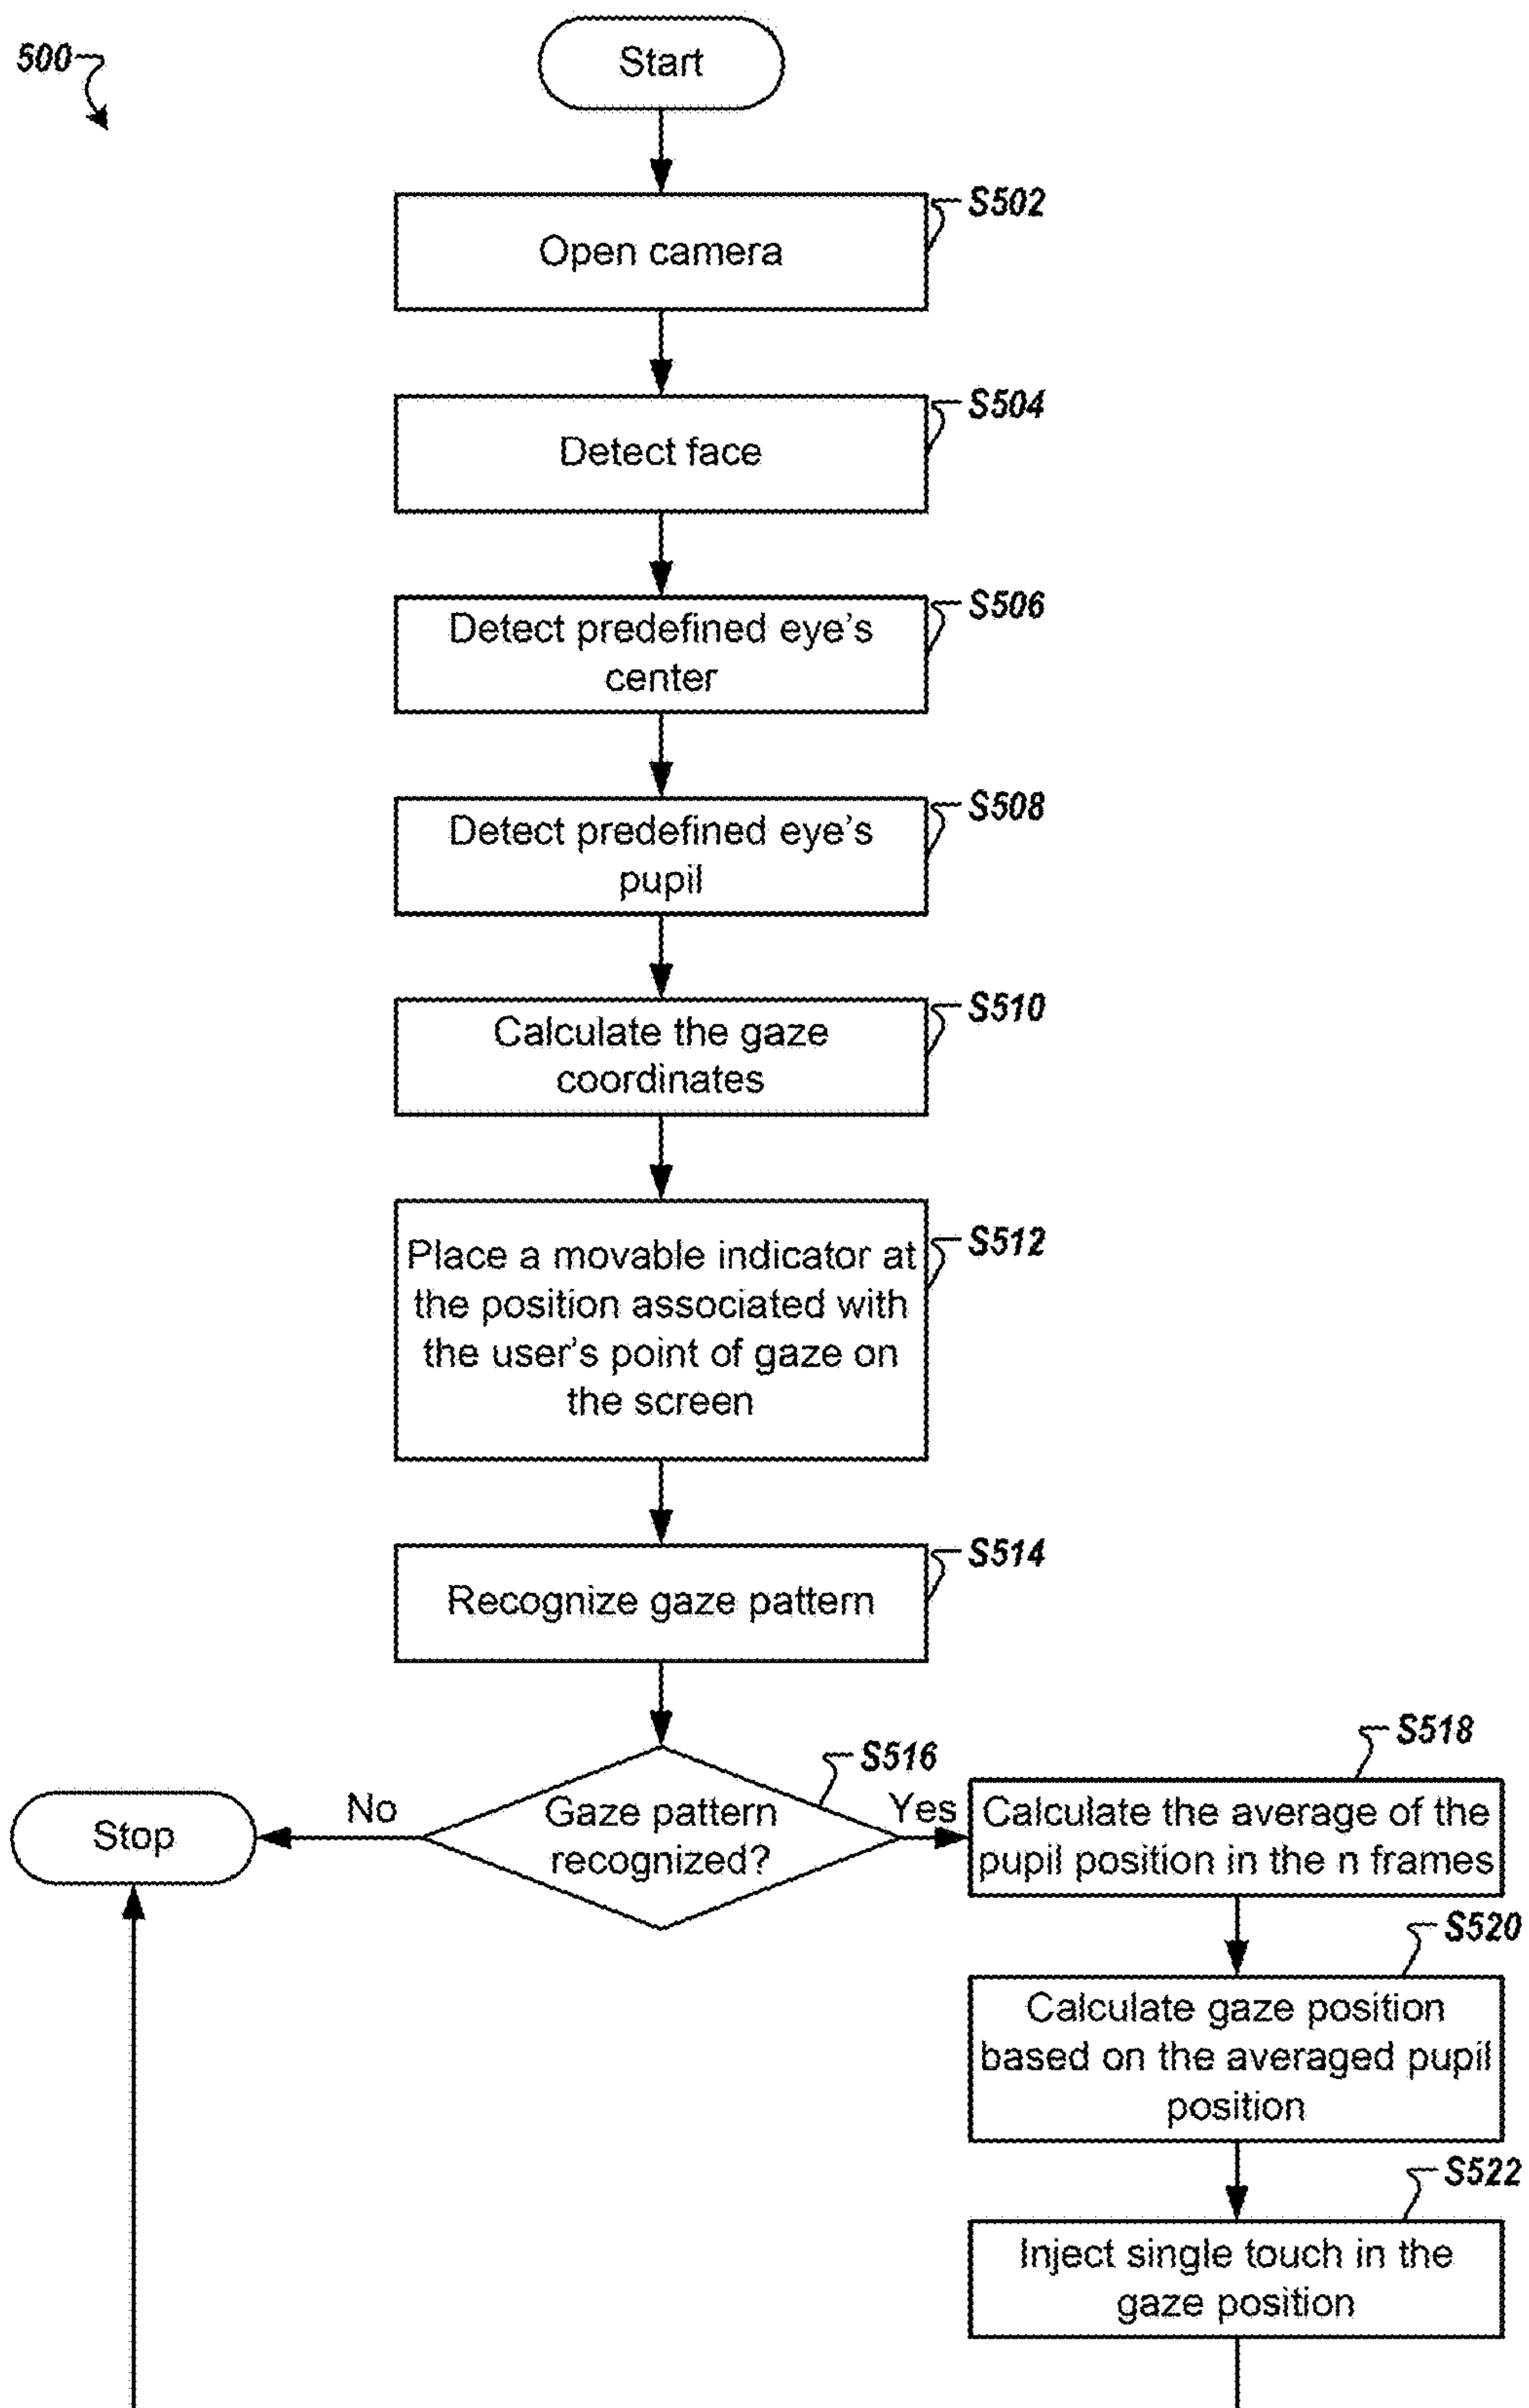 500
Start
S502
Open camera
S504
Detect face
S506
Detect predefined eye's
center
S508
Detect predefined eye's
pupil
S510
Calculate the gaze
coordinates
S512
Place a movable indicator at
the position associated with
the user's point of gaze on
the screen
S514
Recognize gaze pattern
S516
Gaze pattern
recognized?
No
Stop
Yes
S518
Calculate the average of the
pupil position in the n frames
S520
Calculate gaze position
based on the averaged pupil
position
S522
Inject single touch in the
gaze position